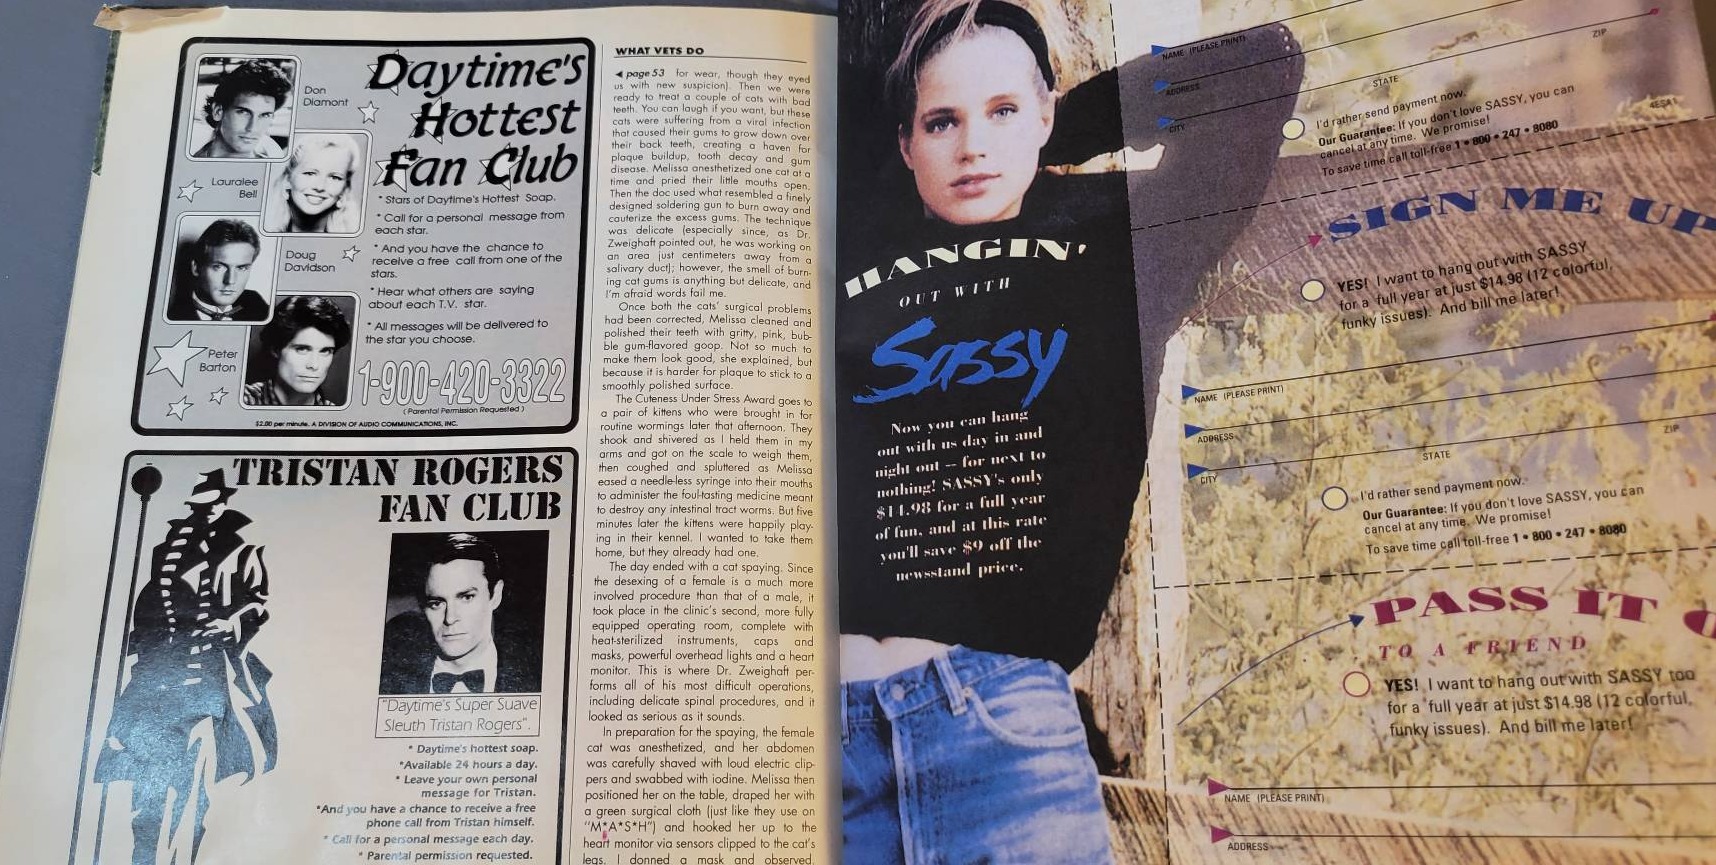 Daytime's
Hottest
Fan Club
Don
Diamont
Lauralee
Bell
Doug
Davidson
Peter
Barton
* Stars of Daytime's Hottest Soap.
* Call for a personal message from
each star.
* And you have the chance to
receive a free call from one of the
stars.
* Hear what others are saying
about each T.V. star.
* All messages will be delivered to
the star you choose.
1-900-420-3322
( Parental Permission Requested )
$2.00 per minute. A DIVISION OF AUDIO COMMUNICATIONS, INC.
TRISTAN ROGERS
FAN CLUB
"Daytime's Super Suave
Sleuth Tristan Rogers".
* Daytime's hottest soap.
*Available 24 hours a day.
* Leave your own personal
message for Tristan.
*And you have a chance to receive a free
phone call from Tristan himself.
* Call for a personal message each day.
* Parental permission requested.
WHAT VETS DO
◄ page 53 for wear, though they eyed
us with new suspicion). Then we were
ready to treat a couple of cats with bad
teeth. You can laugh if you want, but these
cats were suffering from a viral infection
that caused their gums to grow down over
their back teeth, creating a haven for
plaque buildup, tooth decay and gum
disease. Melissa anesthetized one cat at a
time and pried their little mouths open.
Then the doc used what resembled a finely
designed soldering gun to burn away and
cauterize the excess gums. The technique
was delicate (especially since, as Dr.
Zweighaft pointed out, he was working on
an area just centimeters away from a
salivary duct); however, the smell of burn-
ing cat gums is anything but delicate, and
I'm afraid words fail me.
Once both the cats' surgical problems
had been corrected, Melissa cleaned and
polished their teeth with gritty, pink, bub-
ble gum-flavored goop. Not so much to
make them look good, she explained, but
because it is harder for plaque to stick to a
smoothly polished surface.
The Cuteness Under Stress Award goes to
a pair of kittens who were brought in for
routine wormings later that afternoon. They
shook and shivered as I held them in my
arms and got on the scale to weigh them,
then coughed and spluttered as Melissa
eased a needle-less syringe into their mouths
to administer the foul-tasting medicine meant
to destroy any intestinal tract worms. But five
minutes later the kittens were happily play-
ing in their kennel. I wanted to take them
home, but they already had one.
The day ended with a cat spaying. Since
the desexing of a female is a much more
involved procedure than that of a male, it
took place in the clinic's second, more fully
equipped operating room, complete with
heat-sterilized instruments, caps and
masks, powerful overhead lights and a heart
monitor. This is where Dr. Zweighaft per-
forms all of his most difficult operations,
including delicate spinal procedures, and it
looked as serious as it sounds.
In preparation for the spaying, the female
cat was anesthetized, and her abdomen
was carefully shaved with loud electric clip-
pers and swabbed with iodine. Melissa then
positioned her on the table, draped her with
a green surgical cloth (just like they use on
"M*A*S*H") and hooked her up to the
heart monitor via sensors clipped to the cat's
legs. I donned a mask and observed.
HANGIN'
OUT WITH
Sassy
Now you can hang
out with us day in and
night out -- for next to
nothing! SASSY's only
$14.98 for a full year
of fun, and at this rate
you'll save $9 off the
newsstand price.
NAME (PLEASE PRINT)
ADDRESS
CITY
STATE
ZIP
I'd rather send payment now.
4ESA1
Our Guarantee: If you don't love SASSY, you can
cancel at any time. We promise!
To save time call toll-free 1 • 800 • 247 • 8080
SIGN ME UP
YES! I want to hang out with SASSY
for a full year at just $14.98 (12 colorful,
funky issues). And bill me later!
NAME (PLEASE PRINT)
ADDRESS
CITY
STATE
ZIP
I'd rather send payment now.
Our Guarantee: If you don't love SASSY, you can
cancel at any time. We promise!
To save time call toll-free 1 • 800 • 247 • 8080
PASS IT O
TO A FRIEND
YES! I want to hang out with SASSY too
for a full year at just $14.98 (12 colorful,
funky issues). And bill me later!
NAME (PLEASE PRINT)
ADDRESS